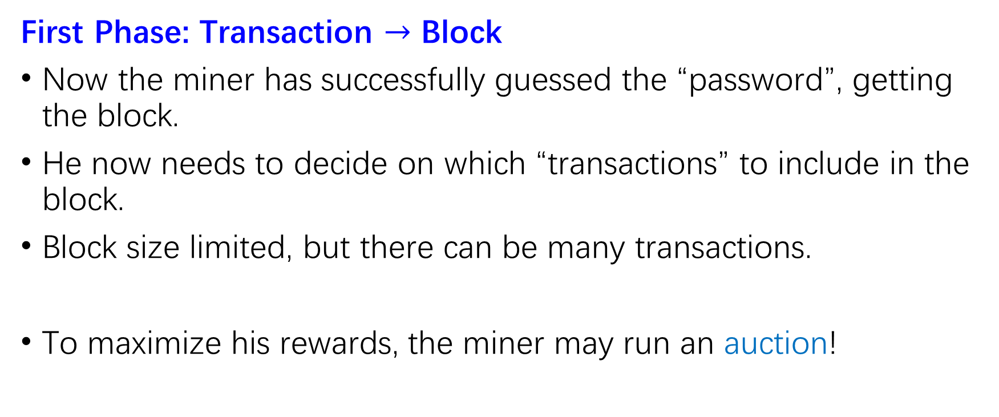 First Phase: Transaction → Block
• Now the miner has successfully guessed the “password”, getting
the block.
• He now needs to decide on which “transactions” to include in the
block.
• Block size limited, but there can be many transactions.
• To maximize his rewards, the miner may run an auction!